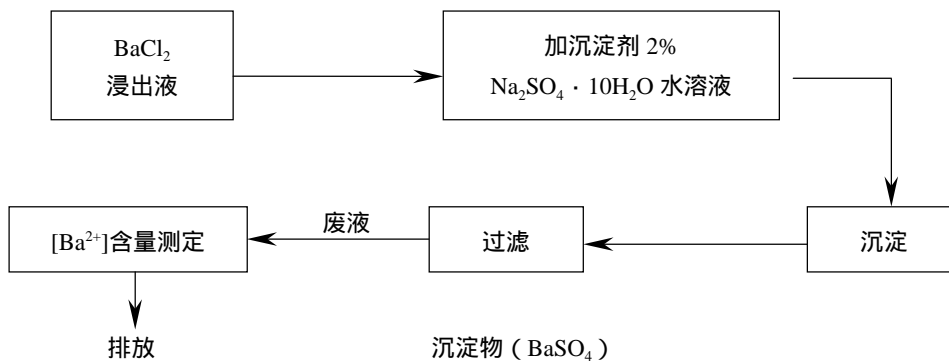 BaCl₂
浸出液
加沉淀剂 2%
Na₂SO₄ · 10H₂O 水溶液
沉淀
过滤
废液
[Ba²⁺]含量测定
排放
沉淀物（BaSO₄）